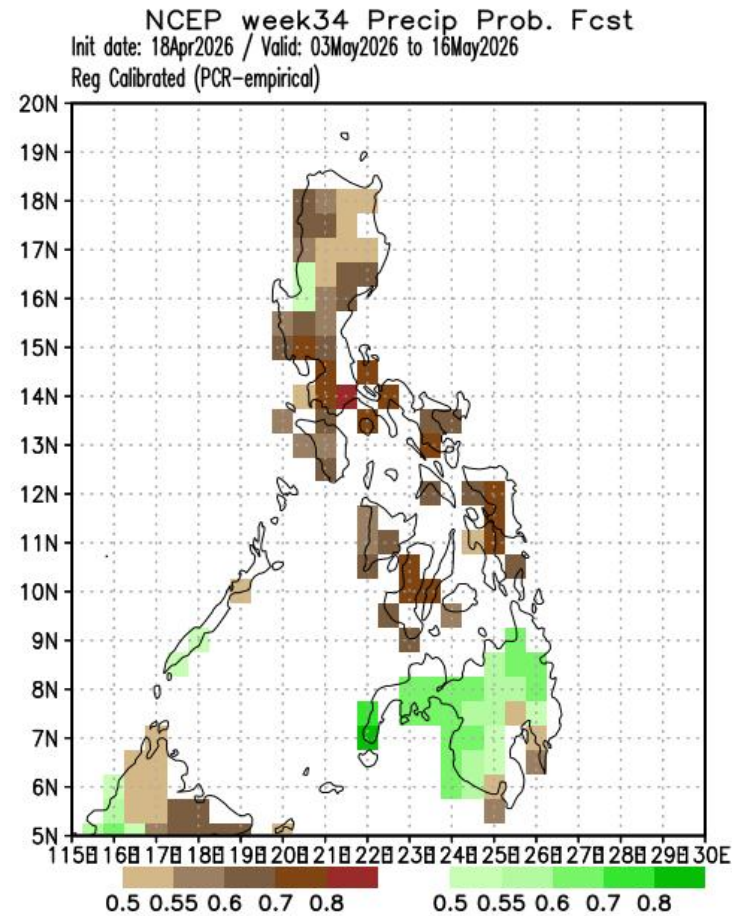 NCEP week34 Precip Prob. Fcst
Init date: 18Apr2026 / Valid: 03May2026 to 16May2026
Reg Calibrated (PCR-empirical)
20N
19N
18N
17N
16N
15N
14N
13N
12N
11N
10N
9N
8N
7N
6N
5N
115E 116E 117E 118E 119E 120E 121E 122E 123E 124E 125E 126E 127E 128E 129E 130E
0.5 0.55 0.6 0.7 0.8 0.5 0.55 0.6 0.7 0.8